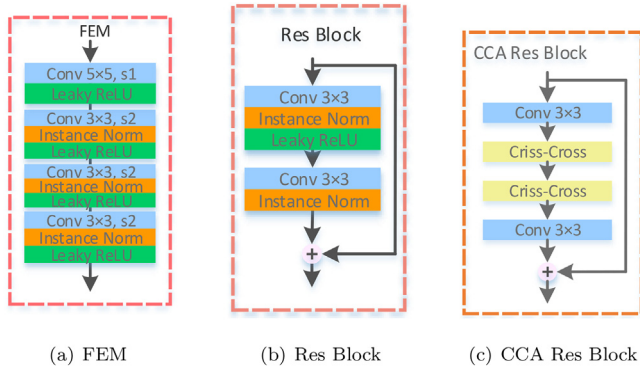 FEM
Conv 5×5, s1
Leaky ReLU
Conv 3×3, s2
Instance Norm
Leaky ReLU
Conv 3×3, s2
Instance Norm
Leaky ReLU
Conv 3×3, s2
Instance Norm
Leaky ReLU
(a) FEM
Res Block
Conv 3×3
Instance Norm
Leaky ReLU
Conv 3×3
Instance Norm
+
(b) Res Block
CCA Res Block
Conv 3×3
Criss-Cross
Criss-Cross
Conv 3×3
+
(c) CCA Res Block